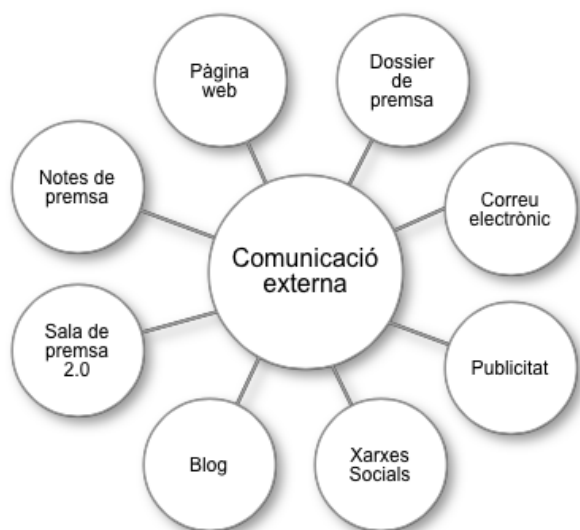 Pàgina
web
Dossier
de
premsa
Notes de
premsa
Correu
electrònic
Comunicació
externa
Sala de
premsa
2.0
Publicitat
Blog
Xarxes
Socials